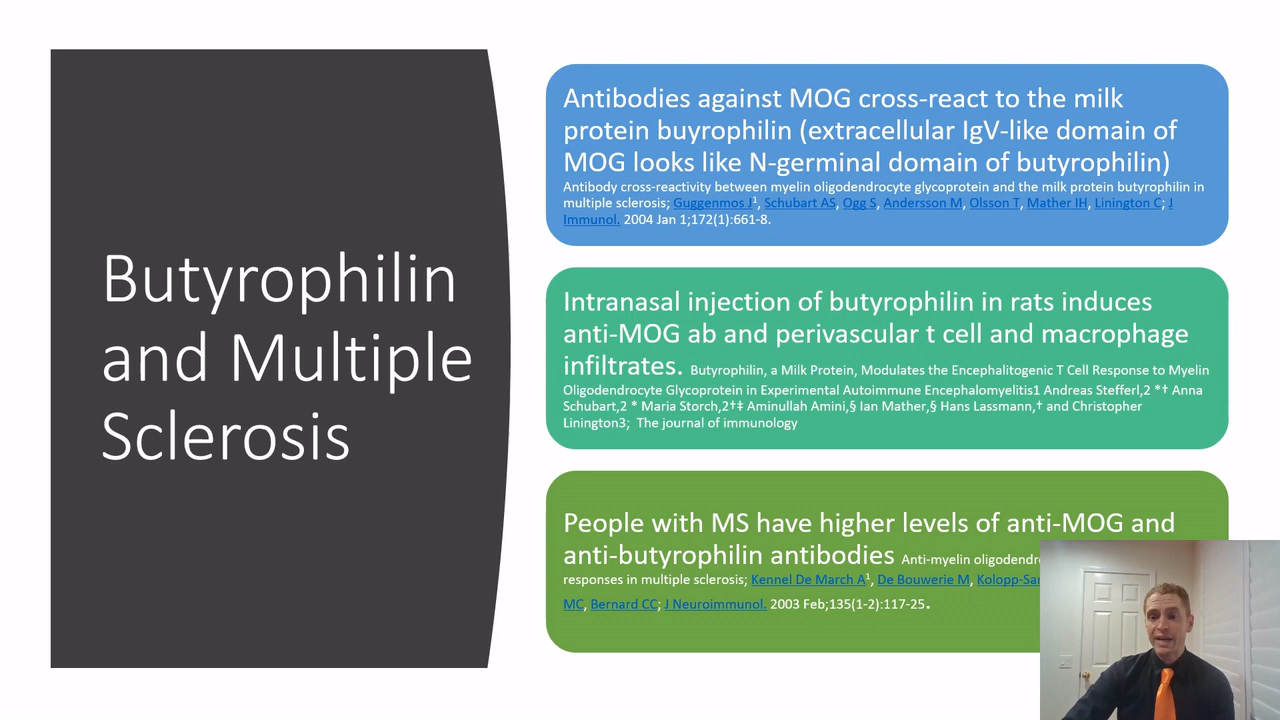 Butyrophilin
and Multiple
Sclerosis
Antibodies against MOG cross-react to the milk
protein buyrophilin (extracellular IgV-like domain of
MOG looks like N-germinal domain of butyrophilin)
Antibody cross-reactivity between myelin oligodendrocyte glycoprotein and the milk protein butyrophilin in
multiple sclerosis; Guggenmos J1, Schubart AS, Ogg S, Andersson M, Olsson T, Mather IH, Linington C; J
Immunol. 2004 Jan 1;172(1):661-8.
Intranasal injection of butyrophilin in rats induces
anti-MOG ab and perivascular t cell and macrophage
infiltrates. Butyrophilin, a Milk Protein, Modulates the Encephalitogenic T Cell Response to Myelin
Oligodendrocyte Glycoprotein in Experimental Autoimmune Encephalomyelitis1 Andreas Stefferl,2 *† Anna
Schubart,2 * Maria Storch,2†‡ Aminullah Amini,§ Ian Mather,§ Hans Lassmann,† and Christopher
Linington3; The journal of immunology
People with MS have higher levels of anti-MOG and
anti-butyrophilin antibodies Anti-myelin
responses in multiple sclerosis; Kennel De March A1, De Bouwerie M,
MC, Bernard CC; J Neuroimmunol. 2003 Feb;135(1-2):117-25.